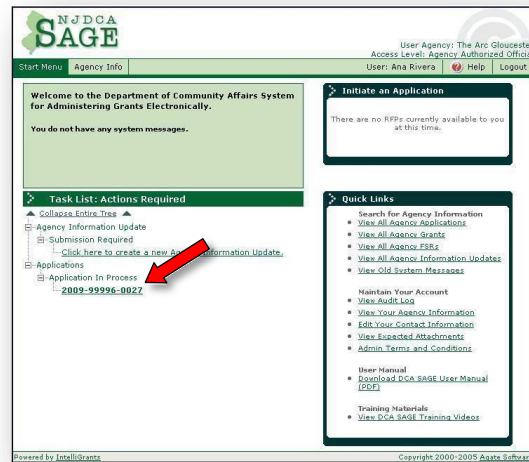 NJDCA
SAGE
User Agency: The Arc Glouceste
Access Level: Agency Authorized Officia
Start Menu Agency Info User: Ana Rivera Help Logout
Welcome to the Department of Community Affairs System
for Administering Grants Electronically.
You do not have any system messages.
Initiate an Application
There are no RFPs currently available to you
at this time.
Task List: Actions Required
Collapse Entire Tree
Agency Information Update
Submission Required
Click here to create a new Ag formation Update.
Applications
Application In Process
2009-99996-0027
Quick Links
Search for Agency Information
View All Agency Applications
View All Agency Grants
View All Agency FSRs
View All Agency Information Updates
View Old System Messages
Maintain Your Account
View Audit Log
View Your Agency Information
Edit Your Contact Information
View Expected Attachments
Admin Terms and Conditions
User Manual
Download DCA SAGE User Manual
(PDF)
Training Materials
View DCA SAGE Training Videos
Powered by IntelliGrants Copyright 2000-2005 Agate Softwar